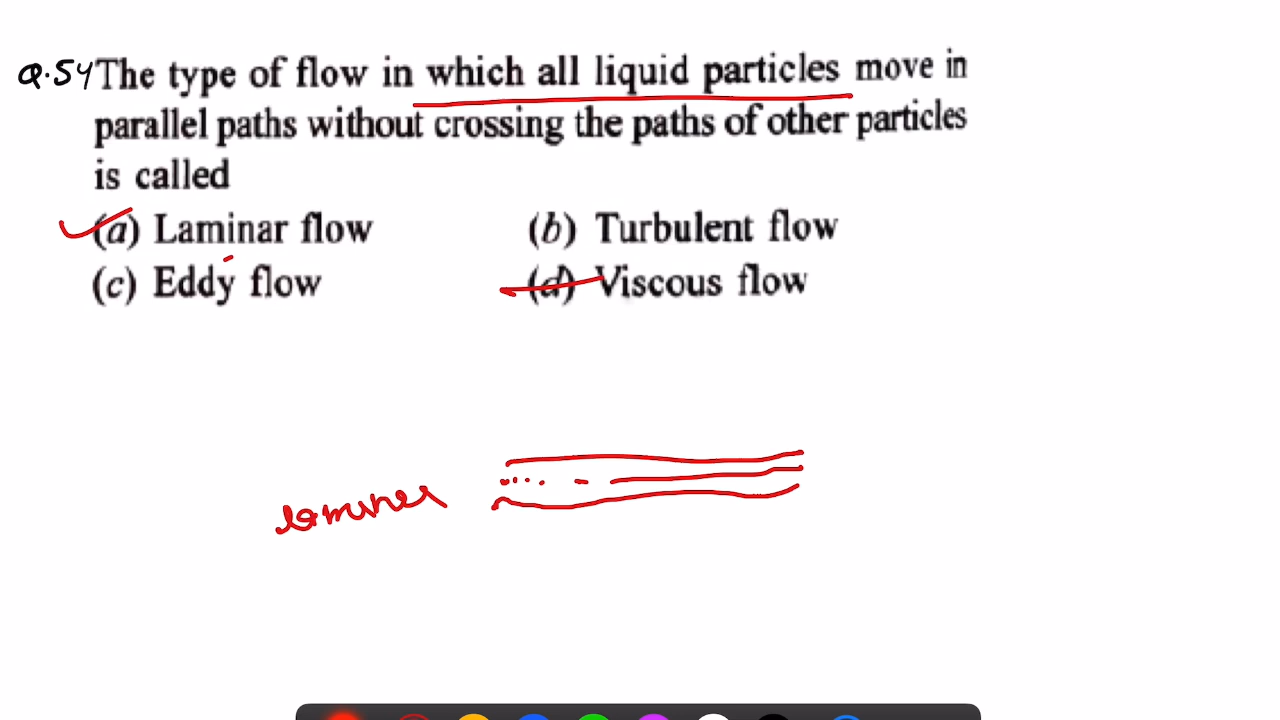 Q.54 The type of flow in which all liquid particles move in
parallel paths without crossing the paths of other particles
is called
(a) Laminar flow (b) Turbulent flow
(c) Eddy flow (d) Viscous flow